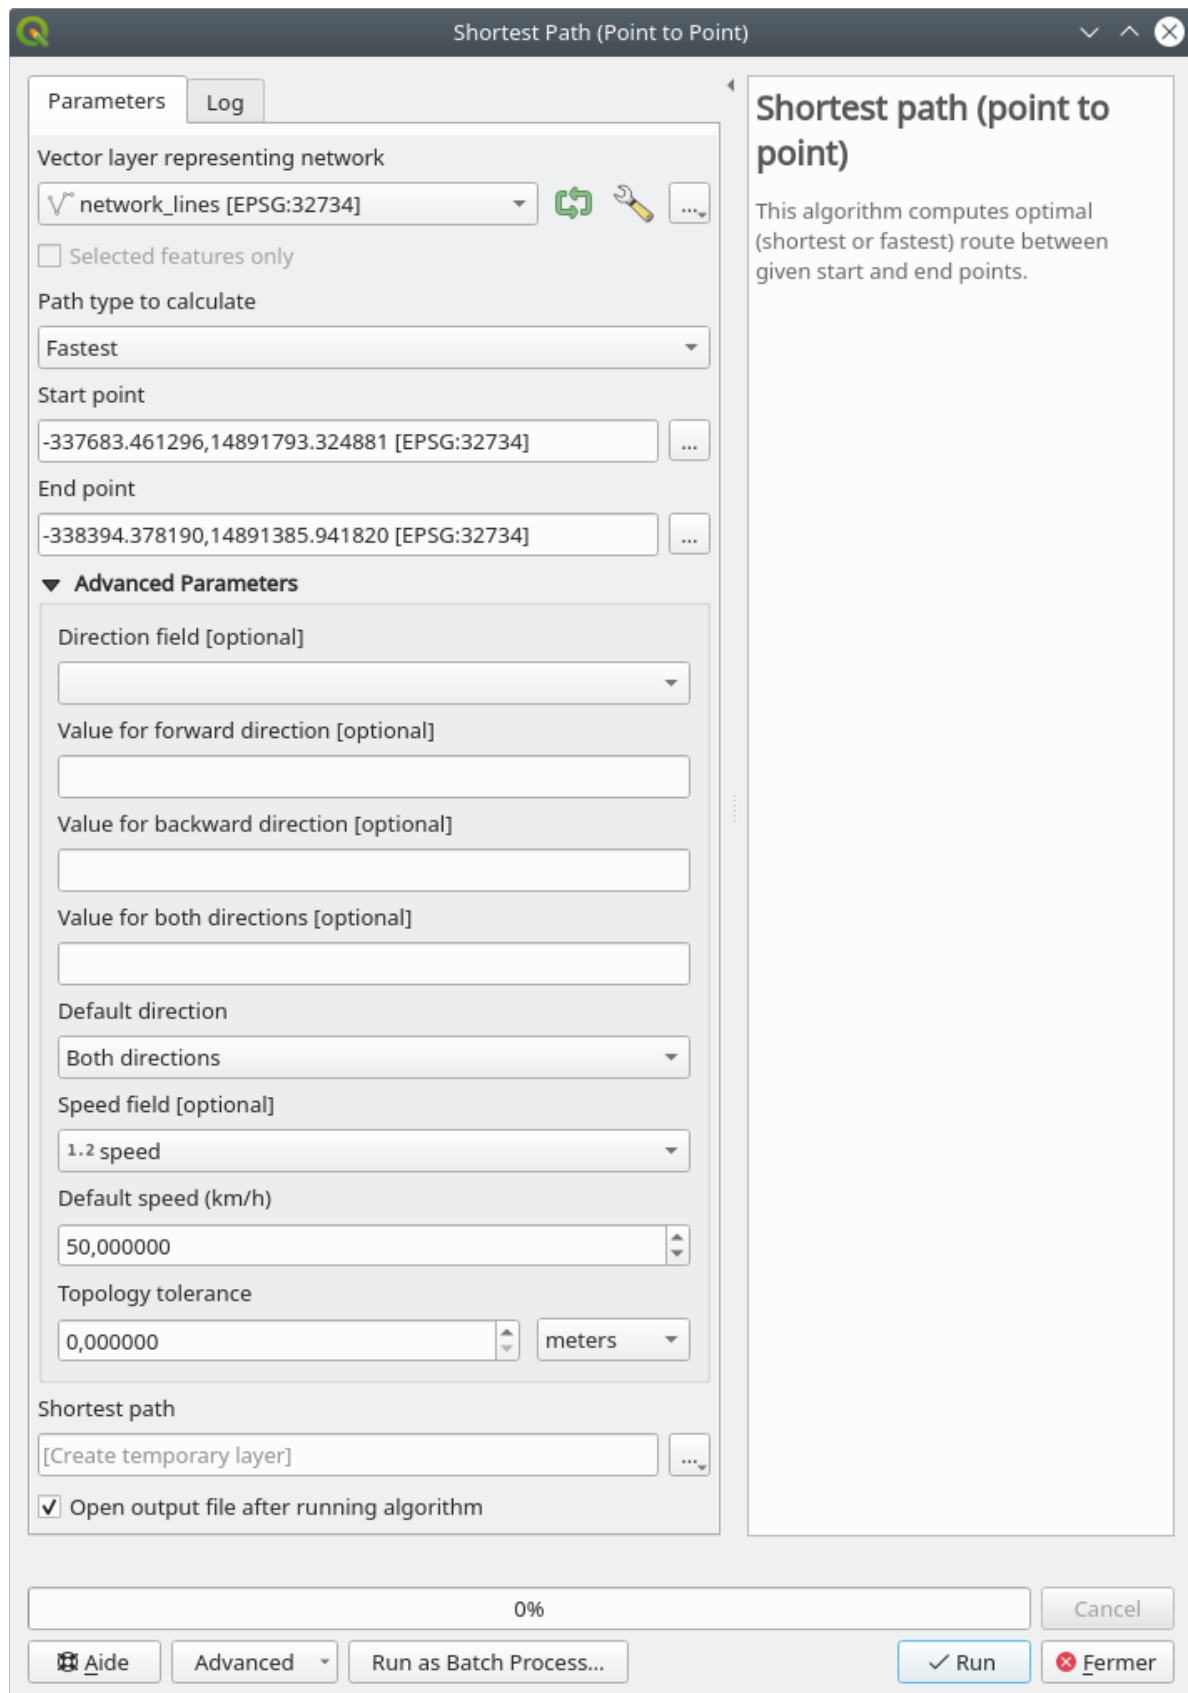 Shortest Path (Point to Point)
Parameters
Log
Vector layer representing network
network_lines [EPSG:32734]
...
Selected features only
Path type to calculate
Fastest
Start point
-337683.461296,14891793.324881 [EPSG:32734]
...
End point
-338394.378190,14891385.941820 [EPSG:32734]
...
Advanced Parameters
Direction field [optional]
Value for forward direction [optional]
Value for backward direction [optional]
Value for both directions [optional]
Default direction
Both directions
Speed field [optional]
1.2 speed
Default speed (km/h)
50,000000
Topology tolerance
0,000000
meters
Shortest path
[Create temporary layer]
...
Open output file after running algorithm
Shortest path (point to
point)
This algorithm computes optimal
(shortest or fastest) route between
given start and end points.
0%
Cancel
Aide
Advanced
Run as Batch Process...
Run
Fermer